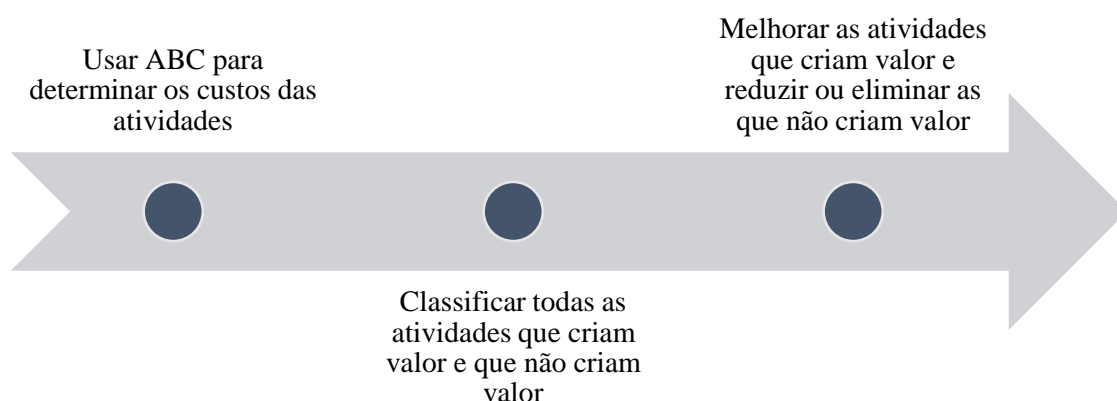 Usar ABC para
determinar os custos das
atividades
Classificar todas as
atividades que criam
valor e que não criam
valor
Melhorar as atividades
que criam valor e
reduzir ou eliminar as
que não criam valor